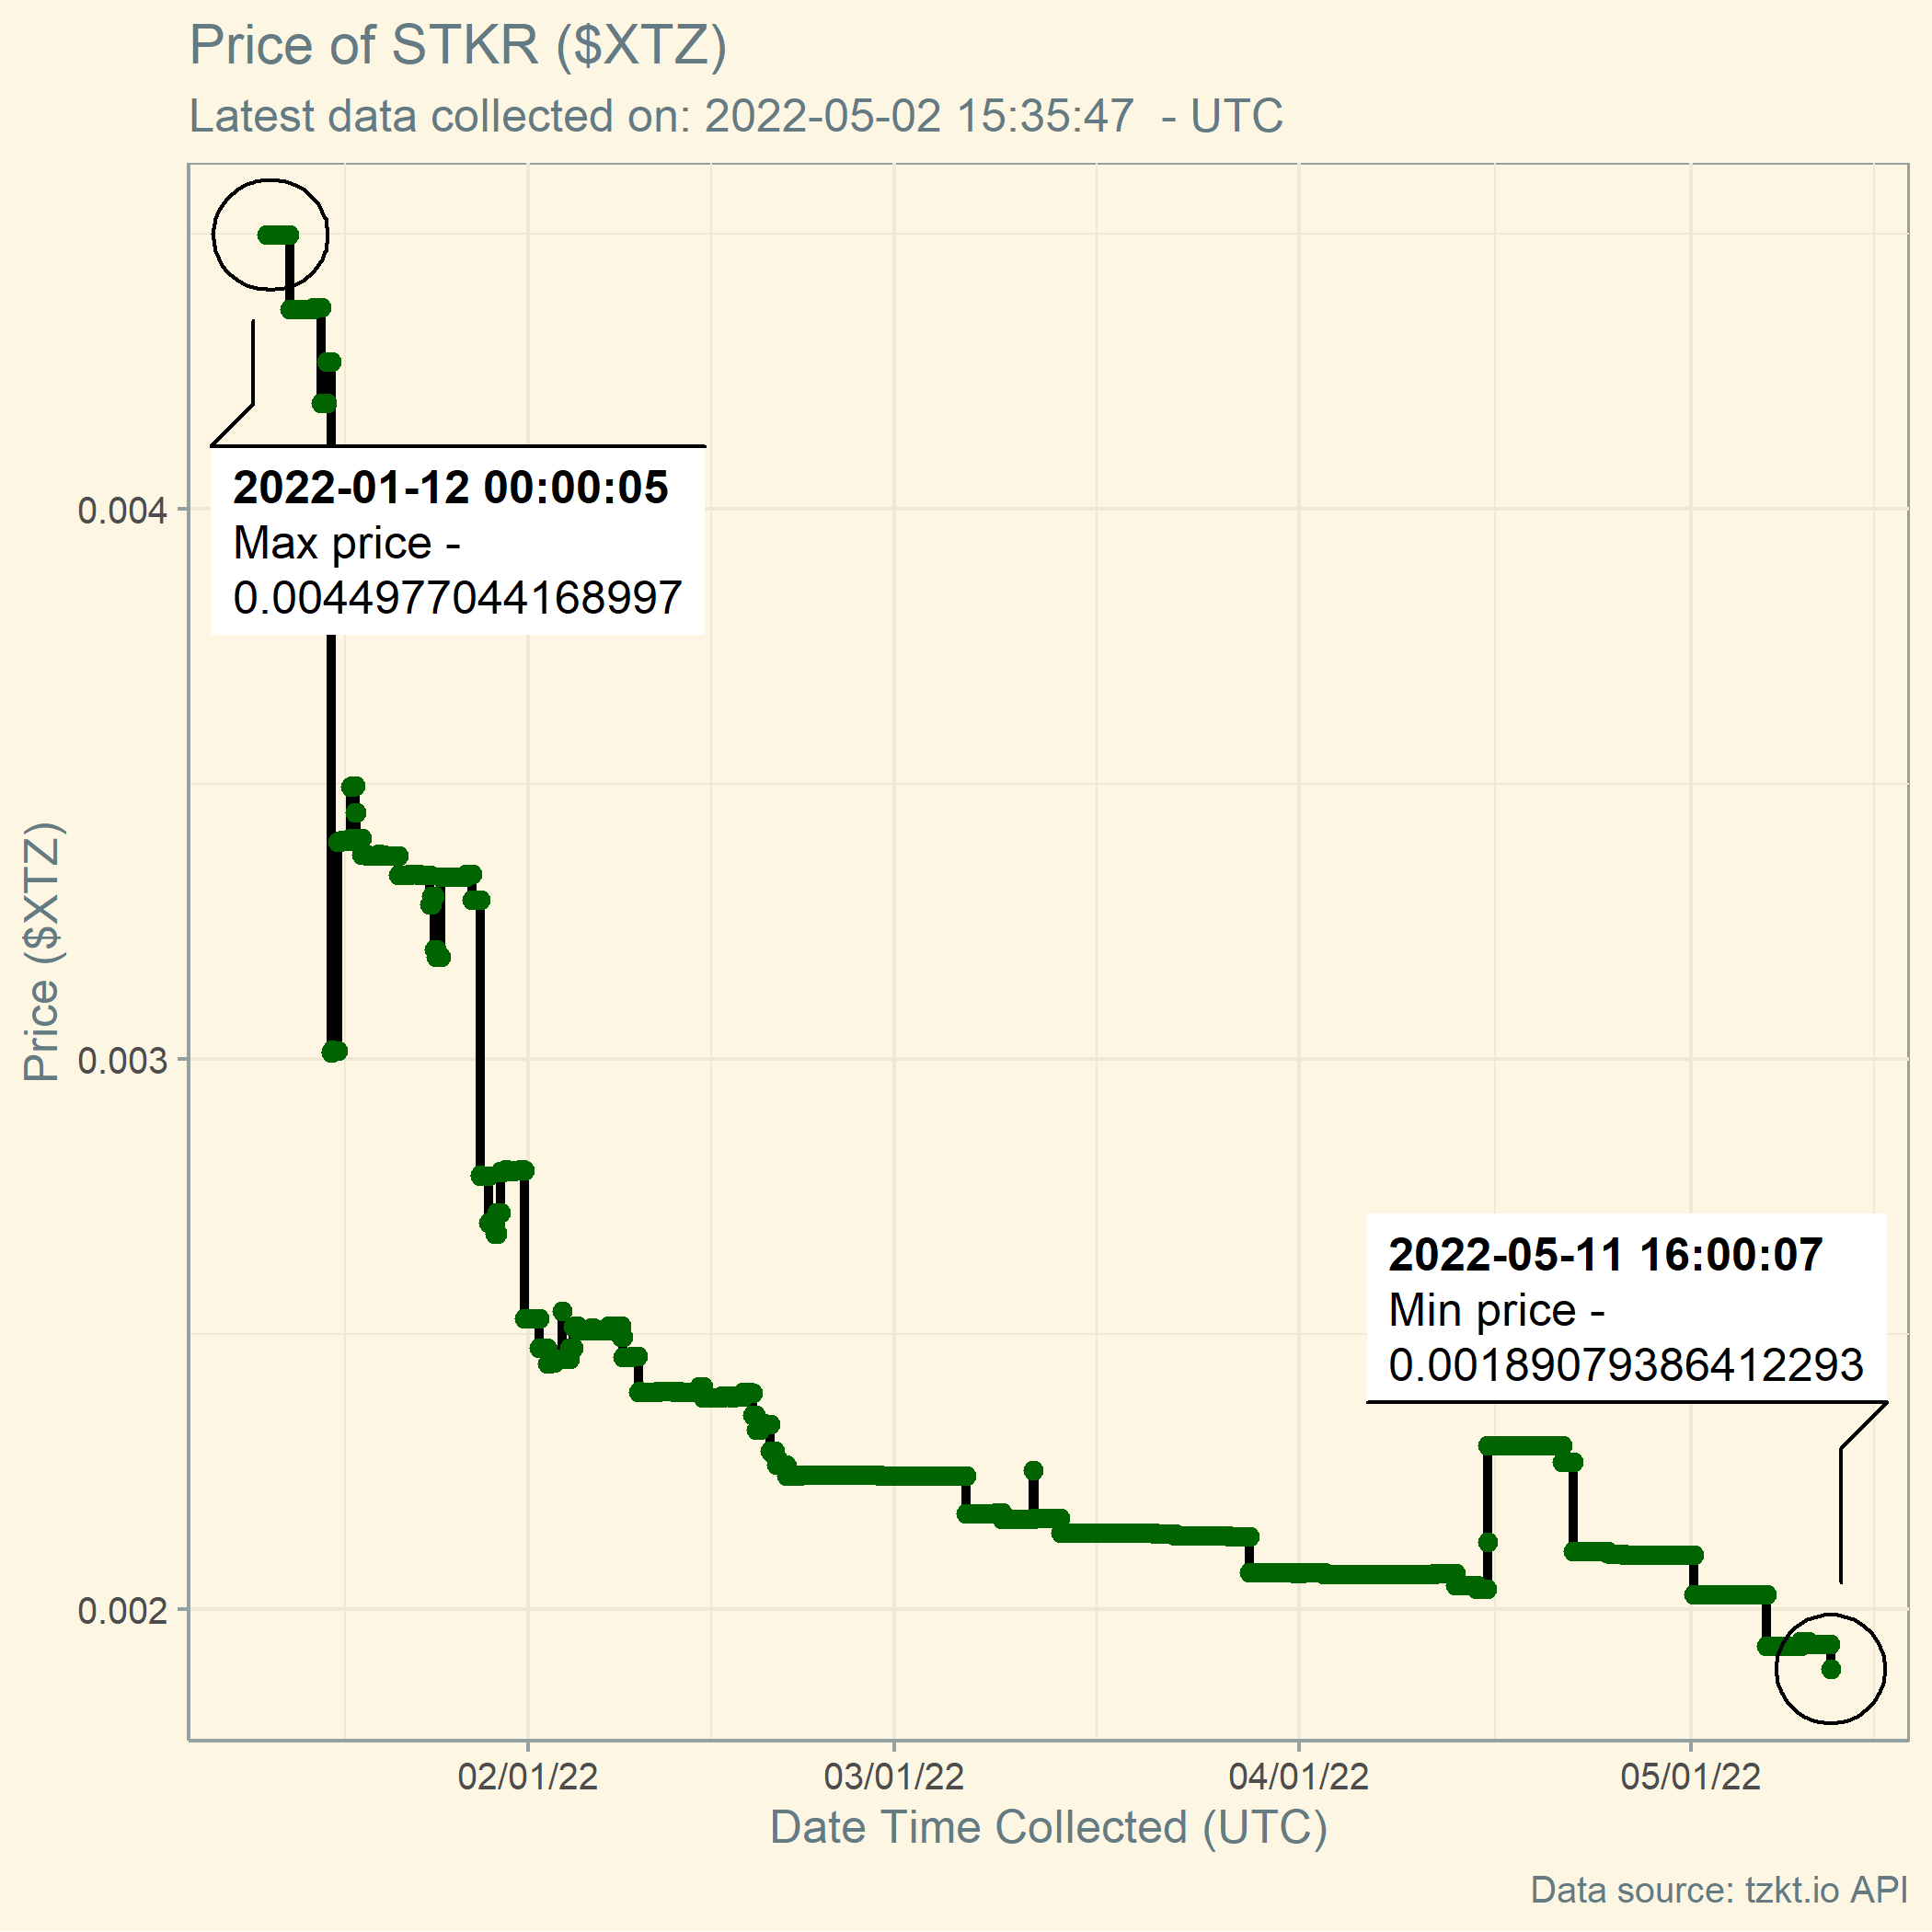 Price of STKR ($XTZ)
Latest data collected on: 2022-05-02 15:35:47  - UTC
2022-01-12 00:00:05
Max price -
0.0044977044168997
0.004
Price ($XTZ)
0.003
2022-05-11 16:00:07
Min price -
0.00189079386412293
0.002
02/01/22
03/01/22
04/01/22
05/01/22
Date Time Collected (UTC)
Data source: tzkt.io API